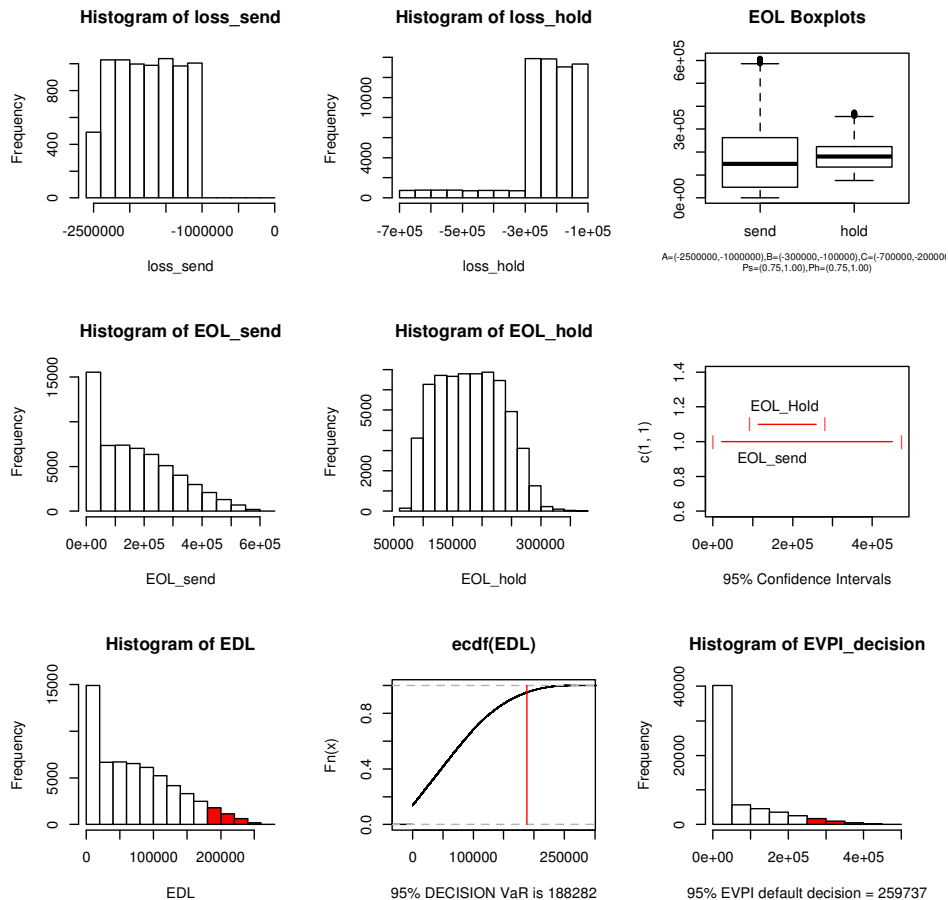 Histogram of loss_send
Frequency
0
400
800
-2500000
-1000000
0
loss_send
Histogram of loss_hold
Frequency
0
4000
10000
-7e+05
-5e+05
-3e+05
-1e+05
loss_hold
EOL Boxplots
0e+00
3e+05
6e+05
send
hold
A=(-2500000,-1000000),B=(-300000,-100000),C=(-700000,-200000
Ps=(0.75,1.00),Ph=(0.75,1.00)
Histogram of EOL_send
Frequency
0
5000
15000
0e+00
2e+05
4e+05
6e+05
EOL_send
Histogram of EOL_hold
Frequency
0
2000
5000
50000
150000
300000
EOL_hold
c(1, 1)
0.6
0.8
1.0
1.2
1.4
EOL_Hold
EOL_send
0e+00
2e+05
4e+05
95% Confidence Intervals
Histogram of EDL
Frequency
0
5000
15000
0
100000
200000
EDL
ecdf(EDL)
Fn(x)
0.0
0.4
0.8
0
100000
250000
95% DECISION VaR is 188282
Histogram of EVPI_decision
Frequency
0
20000
40000
0e+00
2e+05
4e+05
95% EVPI default decision = 259737